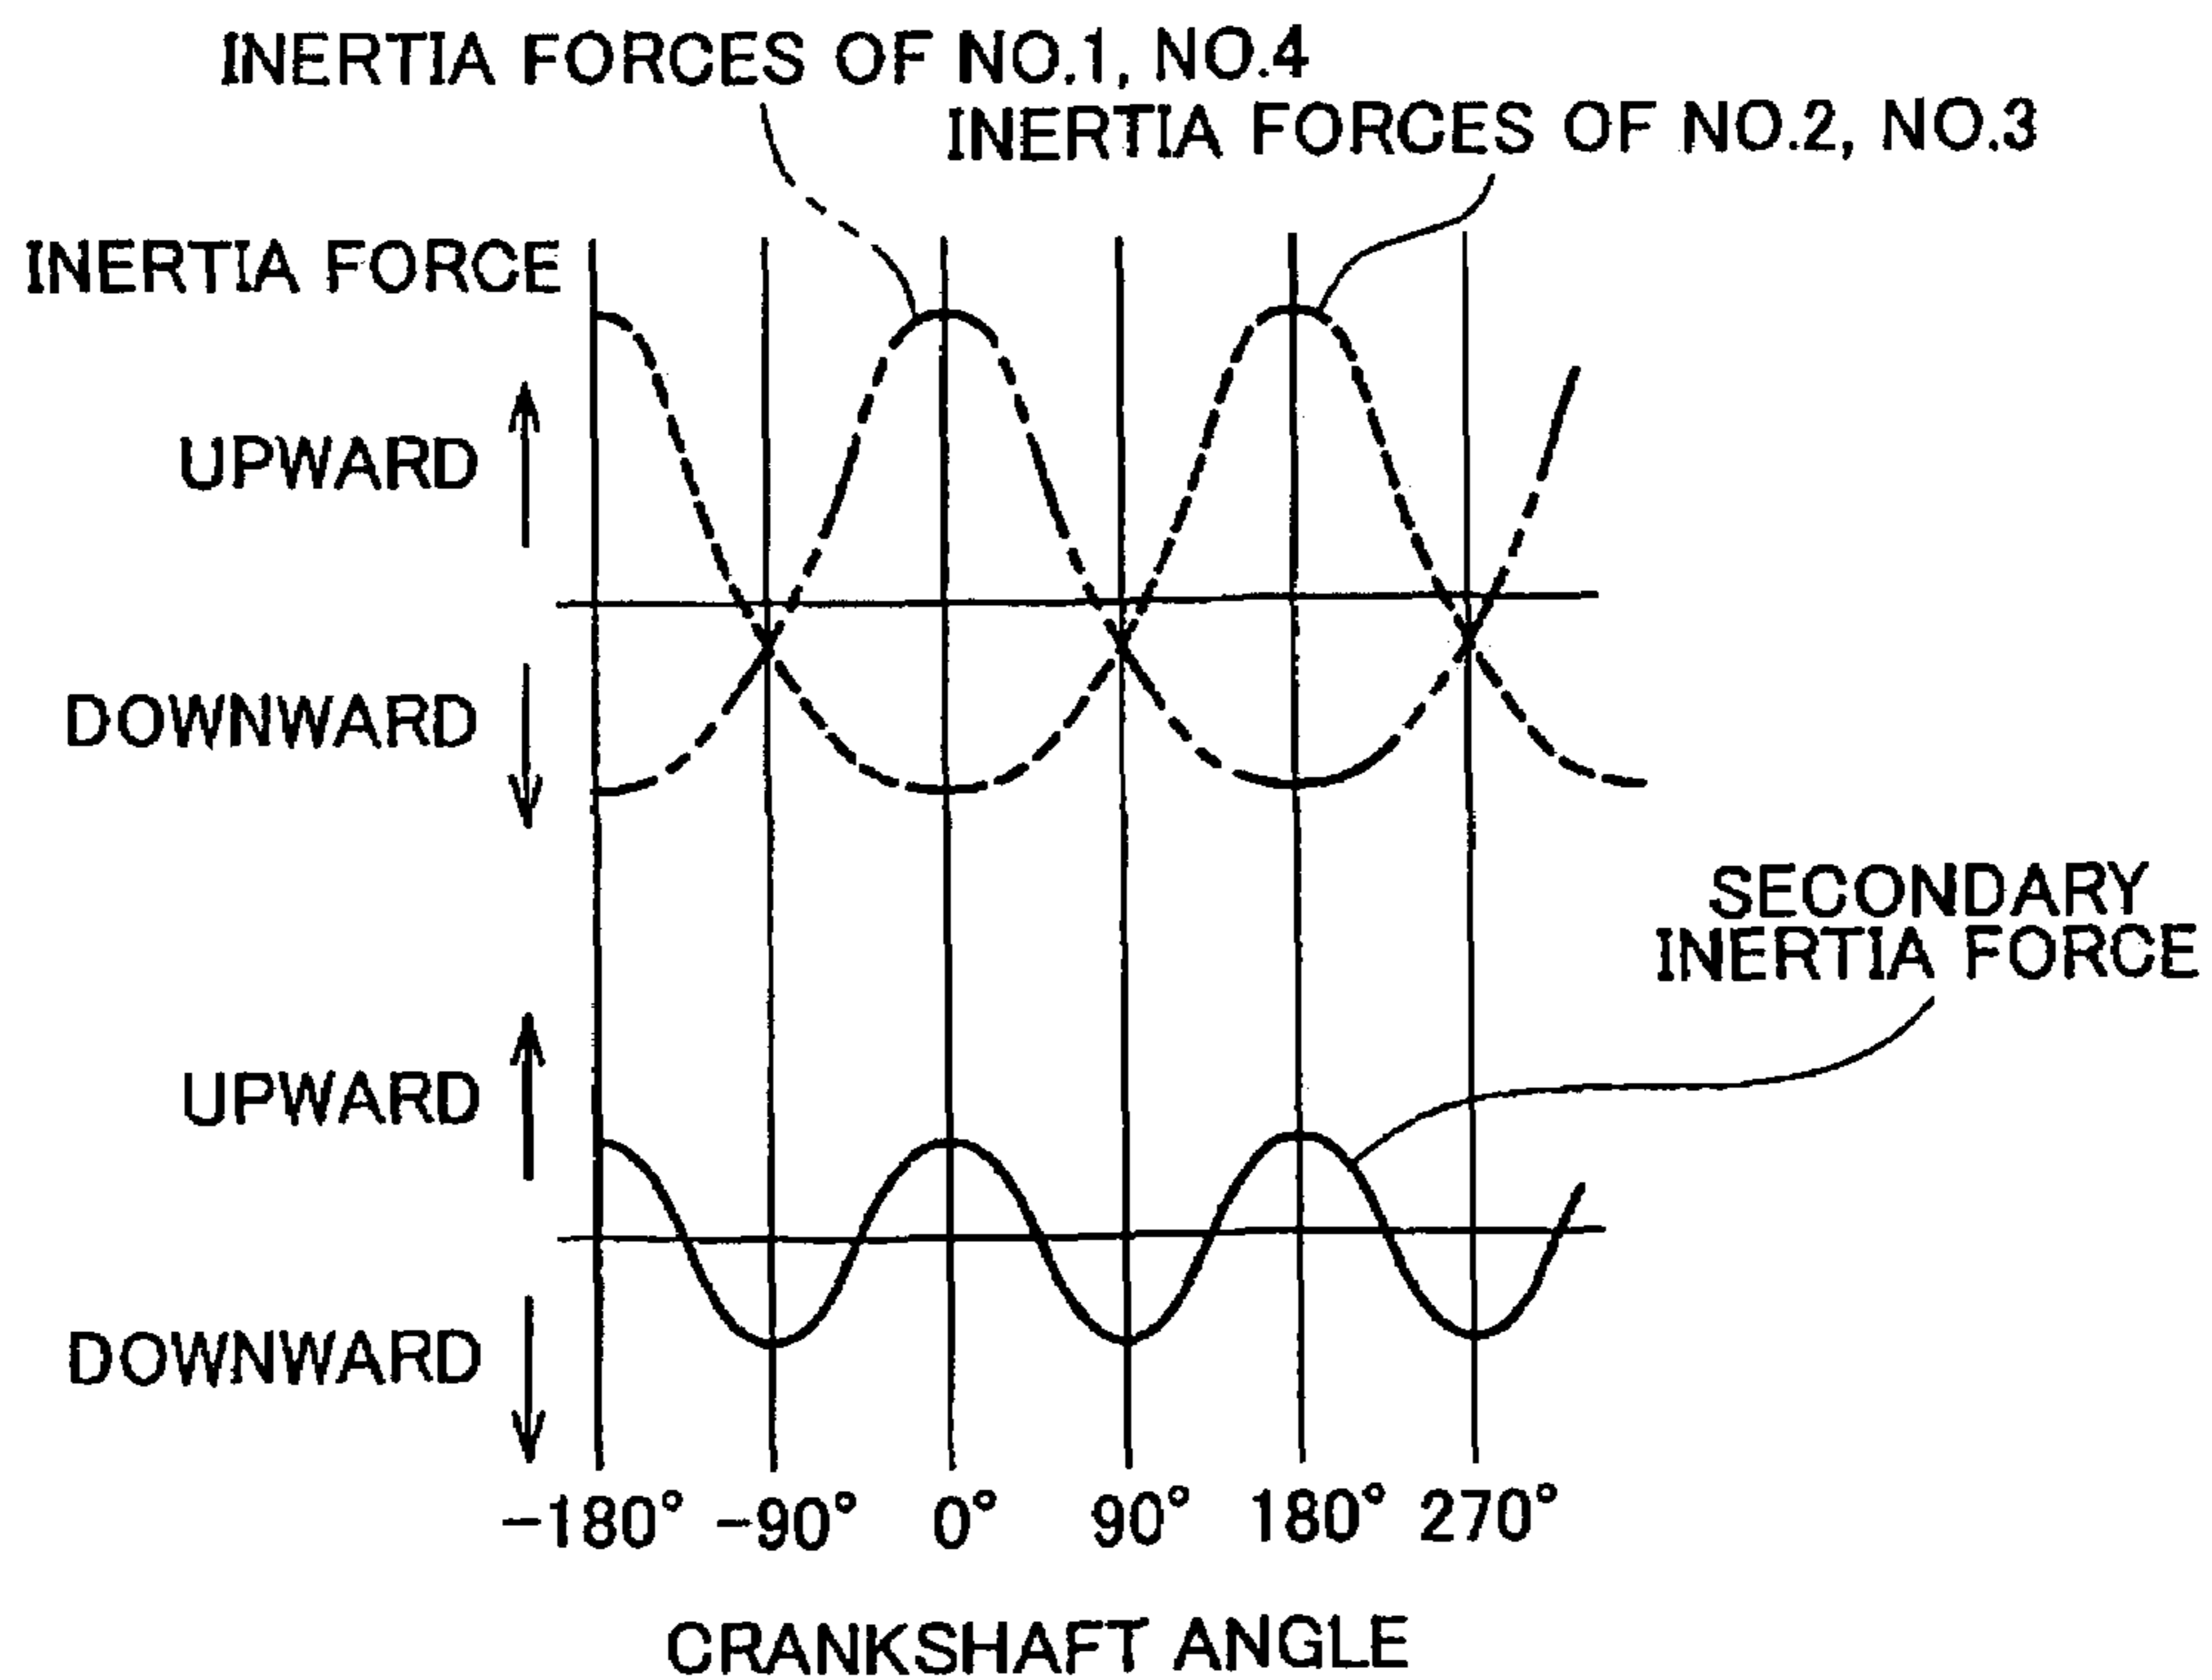 INERTIA FORCES OF NO.1, NO.4
INERTIA FORCES OF NO.2, NO.3
INERTIA FORCE
UPWARD
DOWNWARD
SECONDARY
INERTIA FORCE
UPWARD
DOWNWARD
-180° -90° 0° 90° 180° 270°
CRANKSHAFT ANGLE